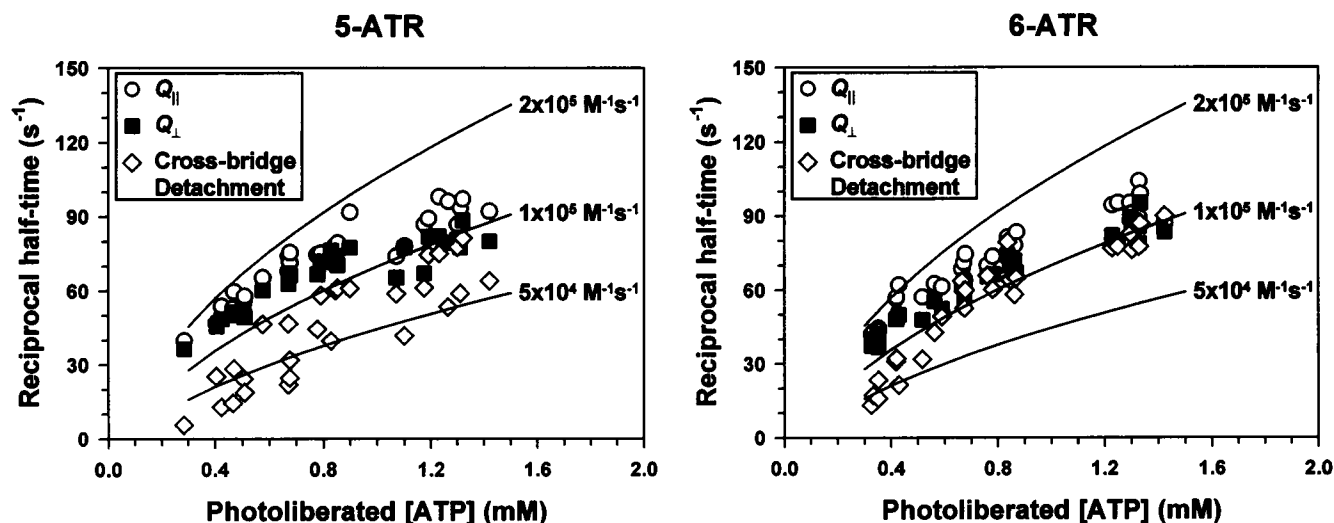 5-ATR
Reciprocal half-time (s⁻¹)
150
120
90
60
30
0
Q||
Q⊥
Cross-bridge
Detachment
2x10⁵ M⁻¹s⁻¹
1x10⁵ M⁻¹s⁻¹
5x10⁴ M⁻¹s⁻¹
0.0 0.4 0.8 1.2 1.6 2.0
Photoliberated [ATP] (mM)
6-ATR
Reciprocal half-time (s⁻¹)
150
120
90
60
30
0
Q||
Q⊥
Cross-bridge
Detachment
2x10⁵ M⁻¹s⁻¹
1x10⁵ M⁻¹s⁻¹
5x10⁴ M⁻¹s⁻¹
0.0 0.4 0.8 1.2 1.6 2.0
Photoliberated [ATP] (mM)